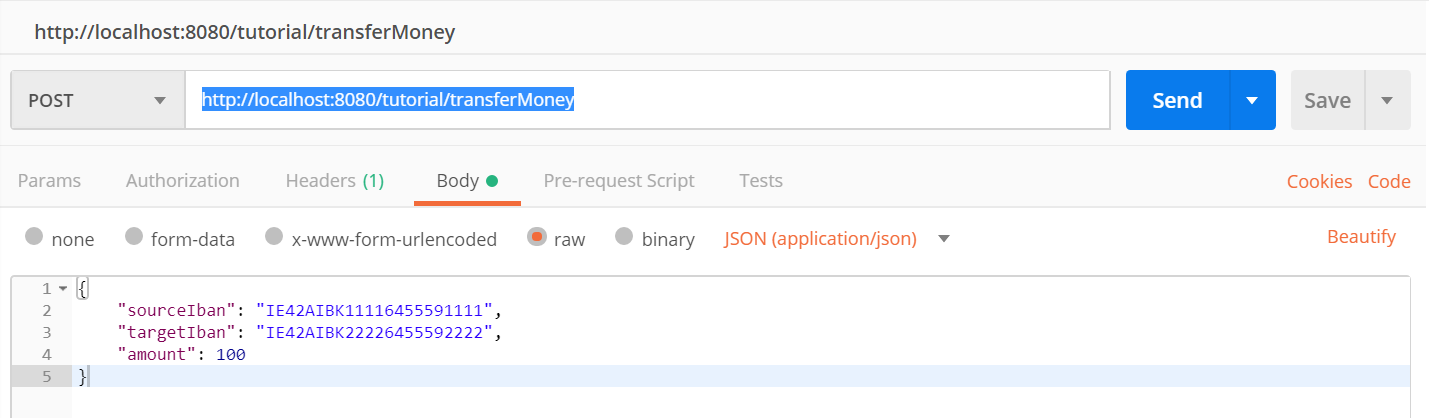 http://localhost:8080/tutorial/transferMoney
POST http://localhost:8080/tutorial/transferMoney Send Save
Params Authorization Headers (1) Body Pre-request Script Tests Cookies Code
none form-data x-www-form-urlencoded raw binary JSON (application/json) Beautify
1 {
2 "sourceIban": "IE42AIBK11116455591111",
3 "targetIban": "IE42AIBK22226455592222",
4 "amount": 100
5 }